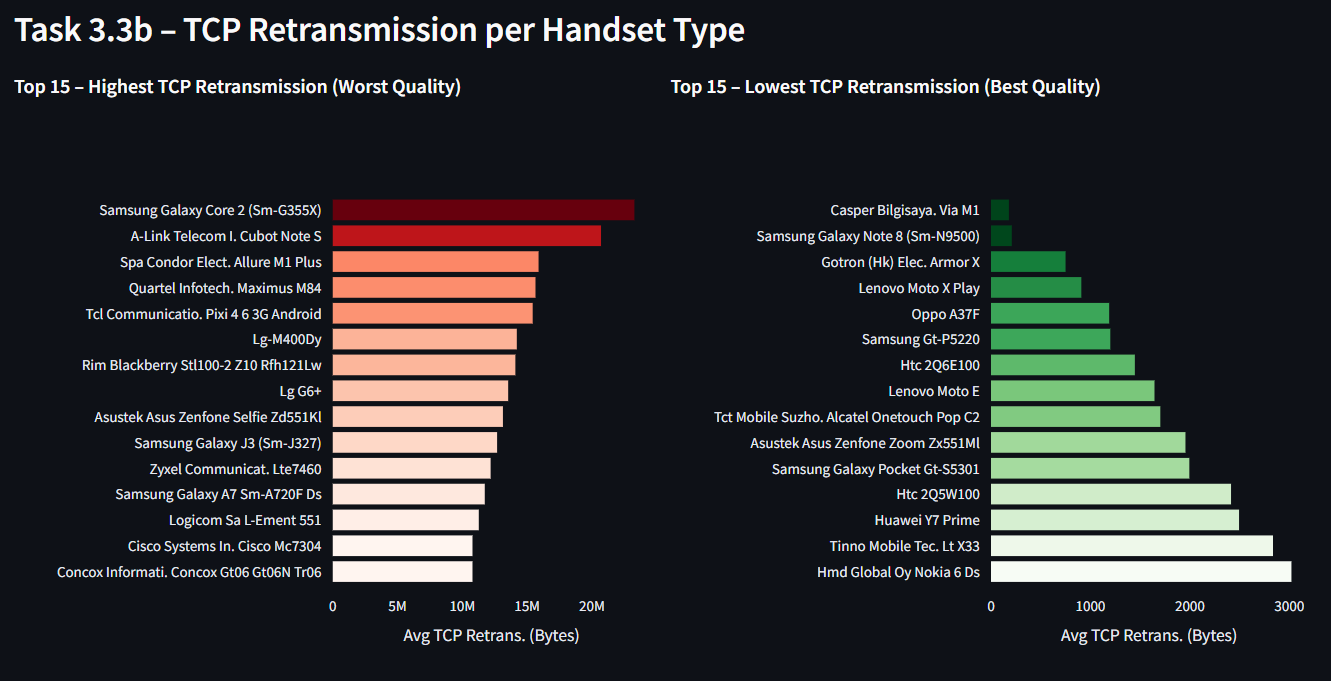 Task 3.3b – TCP Retransmission per Handset Type
Top 15 – Highest TCP Retransmission (Worst Quality)
Samsung Galaxy Core 2 (Sm-G355X)
A-Link Telecom I. Cubot Note S
Spa Condor Elect. Allure M1 Plus
Quartel Infotech. Maximus M84
Tcl Communicatio. Pixi 4 6 3G Android
Lg-M400Dy
Rim Blackberry Stl100-2 Z10 Rfh121Lw
Lg G6+
Asustek Asus Zenfone Selfie Zd551Kl
Samsung Galaxy J3 (Sm-J327)
Zyxel Communicat. Lte7460
Samsung Galaxy A7 Sm-A720F Ds
Logicom Sa L-Ement 551
Cisco Systems In. Cisco Mc7304
Concox Informati. Concox Gt06 Gt06N Tr06
0 5M 10M 15M 20M
Avg TCP Retrans. (Bytes)
Top 15 – Lowest TCP Retransmission (Best Quality)
Casper Bilgisaya. Via M1
Samsung Galaxy Note 8 (Sm-N9500)
Gotron (Hk) Elec. Armor X
Lenovo Moto X Play
Oppo A37F
Samsung Gt-P5220
Htc 2Q6E100
Lenovo Moto E
Tct Mobile Suzho. Alcatel Onetouch Pop C2
Asustek Asus Zenfone Zoom Zx551Ml
Samsung Galaxy Pocket Gt-S5301
Htc 2Q5W100
Huawei Y7 Prime
Tinno Mobile Tec. Lt X33
Hmd Global Oy Nokia 6 Ds
0 1000 2000 3000
Avg TCP Retrans. (Bytes)